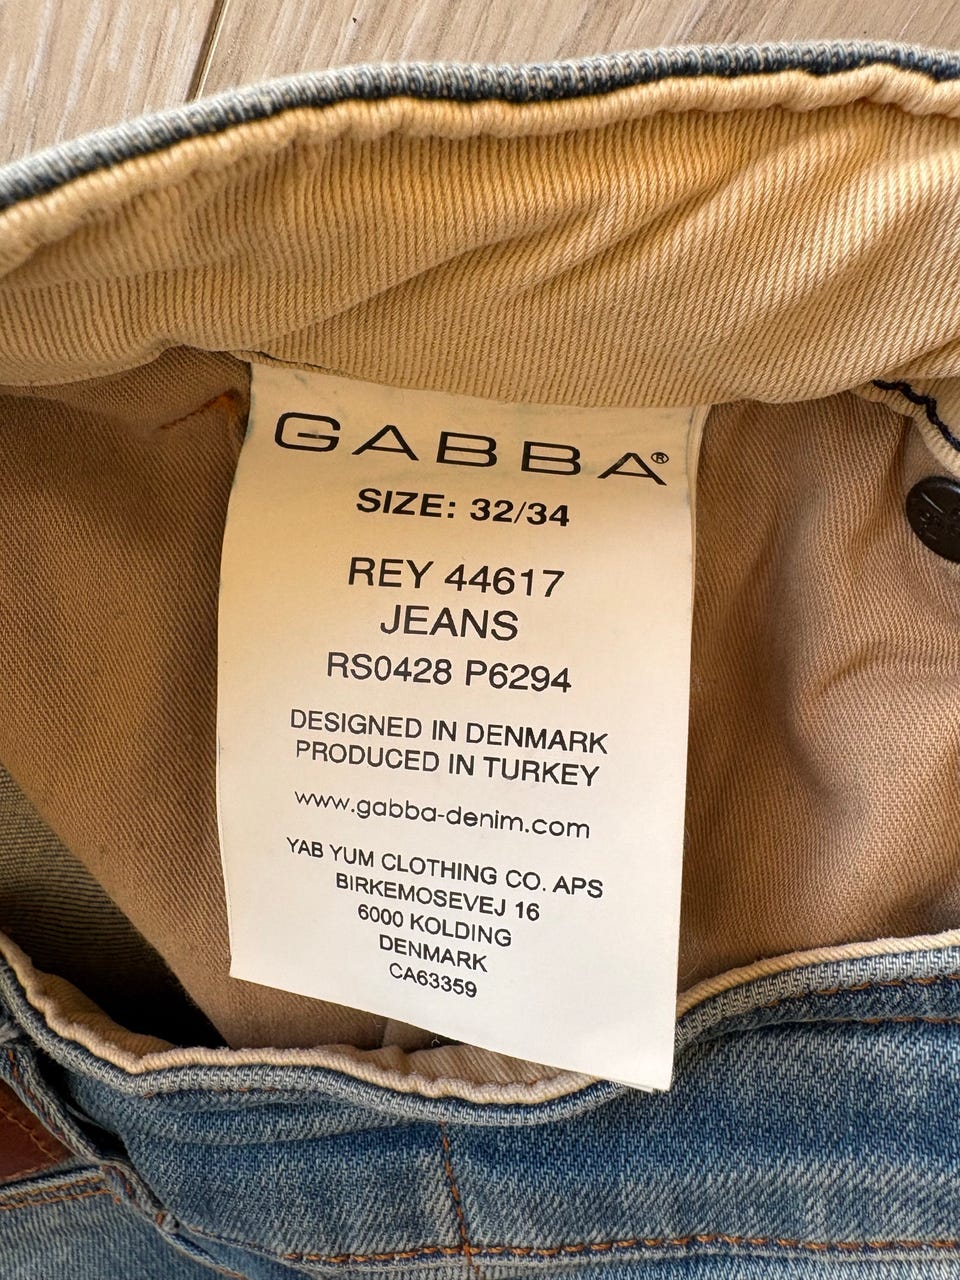 GABBA®
SIZE: 32/34
REY 44617
JEANS
RS0428 P6294
DESIGNED IN DENMARK
PRODUCED IN TURKEY
www.gabba-denim.com
YAB YUM CLOTHING CO. APS
BIRKEMOSEVEJ 16
6000 KOLDING
DENMARK
CA63359